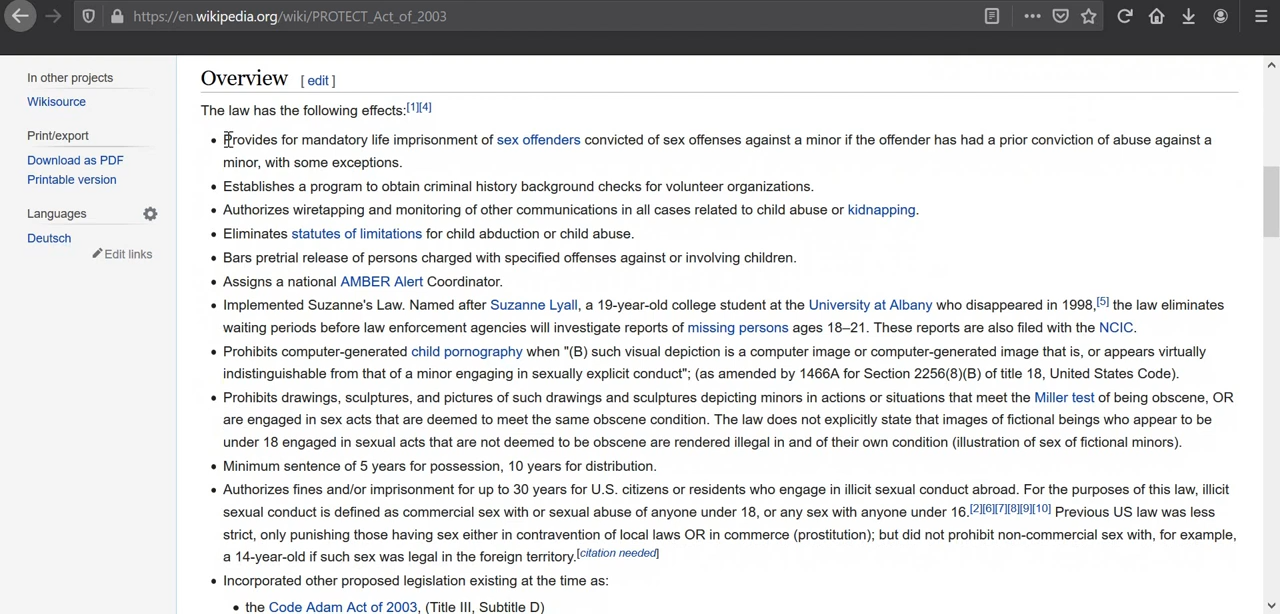 https://en.wikipedia.org/wiki/PROTECT_Act_of_2003
In other projects
Wikisource
Print/export
Download as PDF
Printable version
Languages
Deutsch
Edit links
Overview [ edit ]
The law has the following effects:[1][4]
• Provides for mandatory life imprisonment of sex offenders convicted of sex offenses against a minor if the offender has had a prior conviction of abuse against a
minor, with some exceptions.
• Establishes a program to obtain criminal history background checks for volunteer organizations.
• Authorizes wiretapping and monitoring of other communications in all cases related to child abuse or kidnapping.
• Eliminates statutes of limitations for child abduction or child abuse.
• Bars pretrial release of persons charged with specified offenses against or involving children.
• Assigns a national AMBER Alert Coordinator.
• Implemented Suzanne's Law. Named after Suzanne Lyall, a 19-year-old college student at the University at Albany who disappeared in 1998,[5] the law eliminates
waiting periods before law enforcement agencies will investigate reports of missing persons ages 18–21. These reports are also filed with the NCIC.
• Prohibits computer-generated child pornography when "(B) such visual depiction is a computer image or computer-generated image that is, or appears virtually
indistinguishable from that of a minor engaging in sexually explicit conduct"; (as amended by 1466A for Section 2256(8)(B) of title 18, United States Code).
• Prohibits drawings, sculptures, and pictures of such drawings and sculptures depicting minors in actions or situations that meet the Miller test of being obscene, OR
are engaged in sex acts that are deemed to meet the same obscene condition. The law does not explicitly state that images of fictional beings who appear to be
under 18 engaged in sexual acts that are not deemed to be obscene are rendered illegal in and of their own condition (illustration of sex of fictional minors).
• Minimum sentence of 5 years for possession, 10 years for distribution.
• Authorizes fines and/or imprisonment for up to 30 years for U.S. citizens or residents who engage in illicit sexual conduct abroad. For the purposes of this law, illicit
sexual conduct is defined as commercial sex with or sexual abuse of anyone under 18, or any sex with anyone under 16.[2][6][7][8][9][10] Previous US law was less
strict, only punishing those having sex either in contravention of local laws OR in commerce (prostitution); but did not prohibit non-commercial sex with, for example,
a 14-year-old if such sex was legal in the foreign territory.[citation needed]
• Incorporated other proposed legislation existing at the time as:
• the Code Adam Act of 2003, (Title III, Subtitle D)